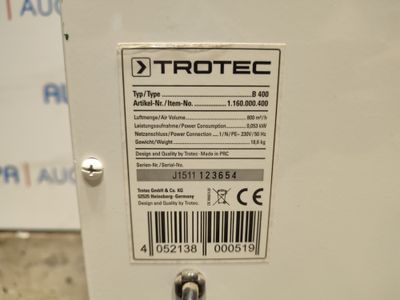 TROTEC
Typ/Type B 400
Artikel-Nr./Item-No. 1.160.000.400
Luftmenge/Air Volume 800 m³/h
Leistungsaufnahme/Power Consumption 0,053 kW
Netzanschluss/Power Connection 1/N/PE~ 230V/50 Hz
Gewicht/Weight 18,6 kg
Design and Quality by Trotec · Made in PRC
Serien-Nr./Serial-No.
J1511 123654
Trotec GmbH & Co. KG
52525 Heinsberg · Germany
Design and Quality by Trotec
CE
4 052138 000519
AUC
PR
PA | AUC